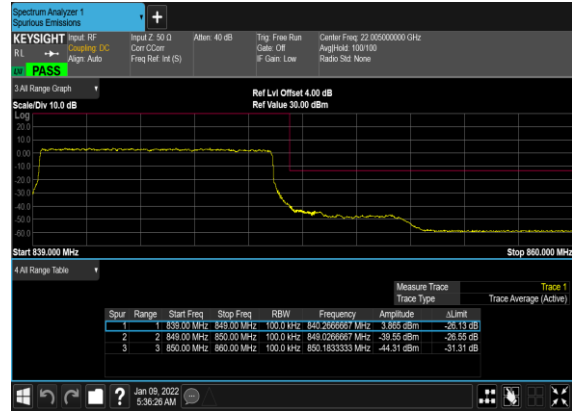 Spectrum Analyzer 1
Spurious Emissions
+
KEYSIGHT Input: RF Input Z: 50 Ω Atten: 40 dB Trig: Free Run Center Freq: 22.005000000 GHz
RL Coupling: DC Corr CCorr Gate: Off Avg|Hold: 100/100
Align: Auto Freq Ref: Int (S) IF Gain: Low Radio Std: None
LM PASS
3 All Range Graph
Ref Lvl Offset 4.00 dB
Scale/Div 10.0 dB Ref Value 30.00 dBm
Log
20.0
10.0
0.00
-10.0
-20.0
-30.0
-40.0
-50.0
-60.0
Start 839.000 MHz Stop 860.000 MHz
4 All Range Table
Measure Trace Trace 1
Trace Type Trace Average (Active)
Spur Range Start Freq Stop Freq RBW Frequency Amplitude ΔLimit
1 1 839.00 MHz 849.00 MHz 100.0 kHz 840.2666667 MHz 3.865 dBm -26.13 dB
2 2 849.00 MHz 850.00 MHz 100.0 kHz 849.0266667 MHz -39.55 dBm -26.55 dB
3 3 850.00 MHz 860.00 MHz 100.0 kHz 850.1833333 MHz -44.31 dBm -31.31 dB
? Jan 09, 2022
5:36:26 AM